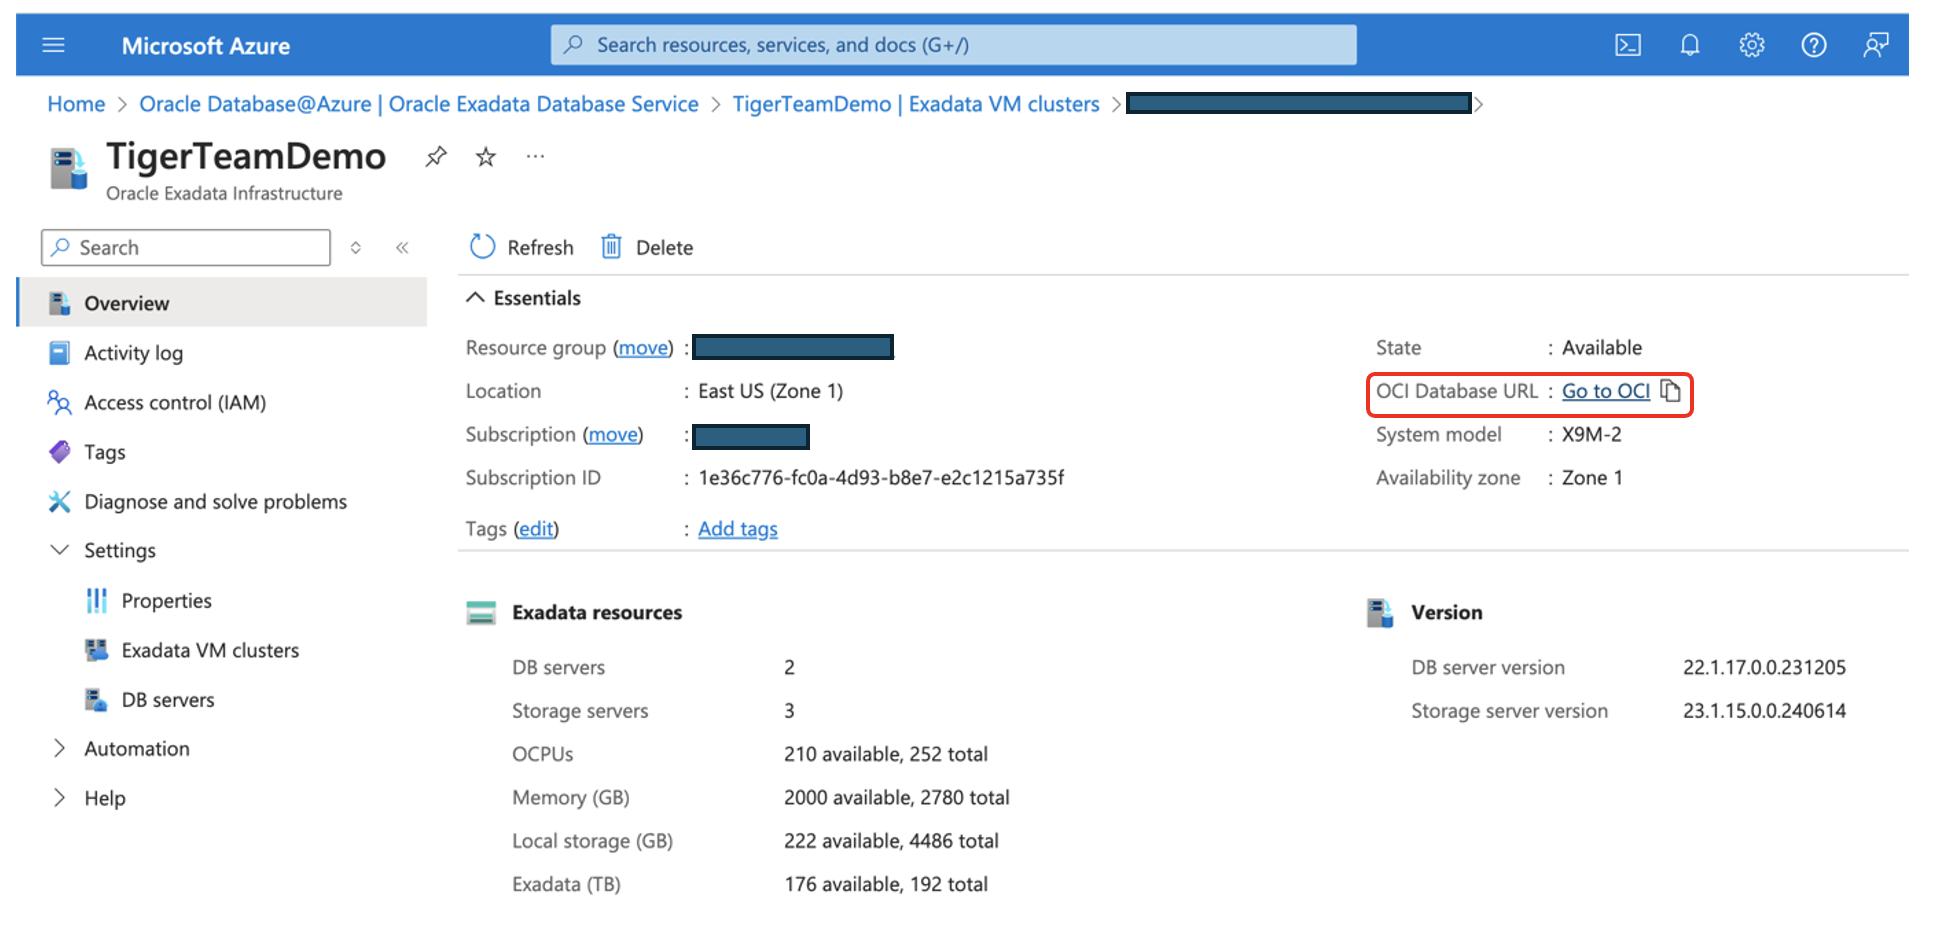 Microsoft Azure
Search resources, services, and docs (G+/)
Home > Oracle Database@Azure | Oracle Exadata Database Service > TigerTeamDemo | Exadata VM clusters > >
TigerTeamDemo
Oracle Exadata Infrastructure
Search
Overview
Activity log
Access control (IAM)
Tags
Diagnose and solve problems
Settings
Properties
Exadata VM clusters
DB servers
Automation
Help
Refresh Delete
Essentials
Resource group (move) :
Location : East US (Zone 1)
Subscription (move) :
Subscription ID : 1e36c776-fc0a-4d93-b8e7-e2c1215a735f
Tags (edit) : Add tags
State : Available
OCI Database URL : Go to OCI
System model : X9M-2
Availability zone : Zone 1
Exadata resources
DB servers 2
Storage servers 3
OCPUs 210 available, 252 total
Memory (GB) 2000 available, 2780 total
Local storage (GB) 222 available, 4486 total
Exadata (TB) 176 available, 192 total
Version
DB server version 22.1.17.0.0.231205
Storage server version 23.1.15.0.0.240614